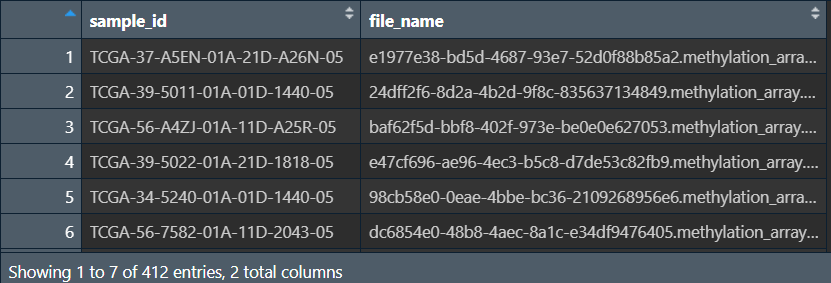 sample_id file_name
1 TCGA-37-A5EN-01A-21D-A26N-05 e1977e38-bd5d-4687-93e7-52d0f88b85a2.methylation_arra...
2 TCGA-39-5011-01A-01D-1440-05 24dff2f6-8d2a-4b2d-9f8c-835637134849.methylation_array....
3 TCGA-56-A4ZJ-01A-11D-A25R-05 baf62f5d-bbf8-402f-973e-be0e0e627053.methylation_array...
4 TCGA-39-5022-01A-21D-1818-05 e47cf696-ae96-4ec3-b5c8-d7de53c82fb9.methylation_array....
5 TCGA-34-5240-01A-01D-1440-05 98cb58e0-0eae-4bbe-bc36-2109268956e6.methylation_arra...
6 TCGA-56-7582-01A-11D-2043-05 dc6854e0-48b8-4aec-8a1c-e34df9476405.methylation_array...
Showing 1 to 7 of 412 entries, 2 total columns